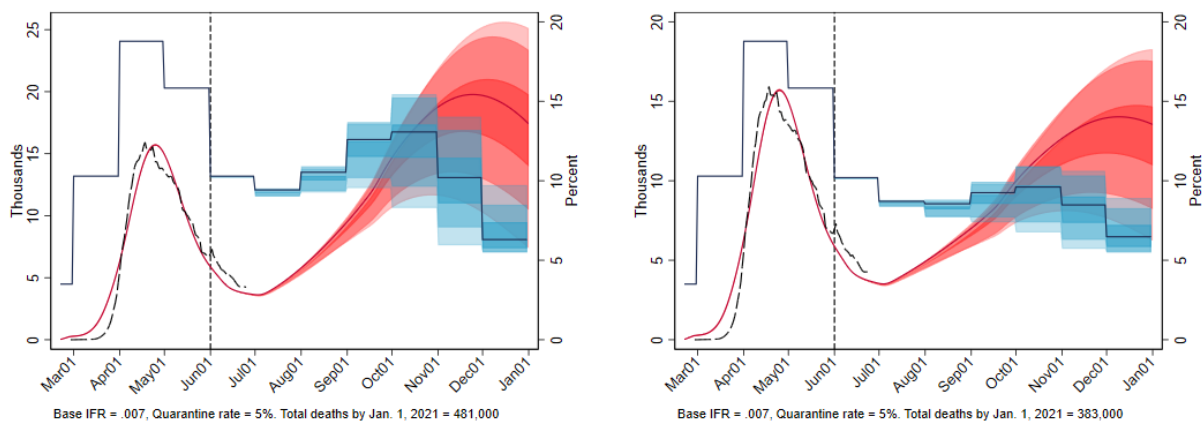 25
20
15
10
5
0
Thousands
20
15
10
5
0
Percent
Mar01 Apr01 May01 Jun01 Jul01 Aug01 Sep01 Oct01 Nov01 Dec01 Jan01
Base IFR = .007, Quarantine rate = 5%. Total deaths by Jan. 1, 2021 = 481,000
20
15
10
5
0
Thousands
20
15
10
5
0
Percent
Mar01 Apr01 May01 Jun01 Jul01 Aug01 Sep01 Oct01 Nov01 Dec01 Jan01
Base IFR = .007, Quarantine rate = 5%. Total deaths by Jan. 1, 2021 = 383,000